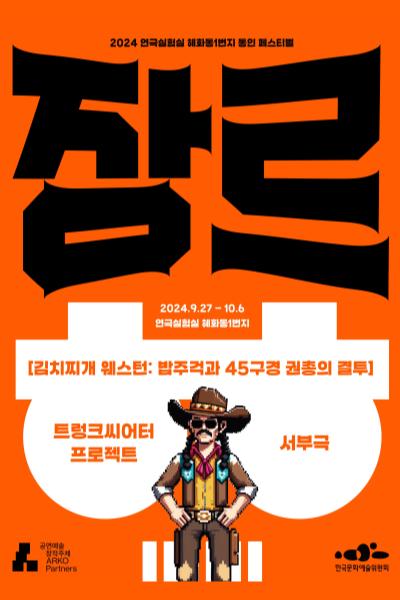 2024 연극실험실 혜화동1번지 동인 페스티벌
장르
2024.9.27 – 10.6
연극실험실 혜화동1번지
[김치찌개 웨스턴: 밥주걱과 45구경 권총의 결투]
트렁크씨어터
프로젝트
서부극
공연예술
창작주체
ARKO
Partners
한국문화예술위원회